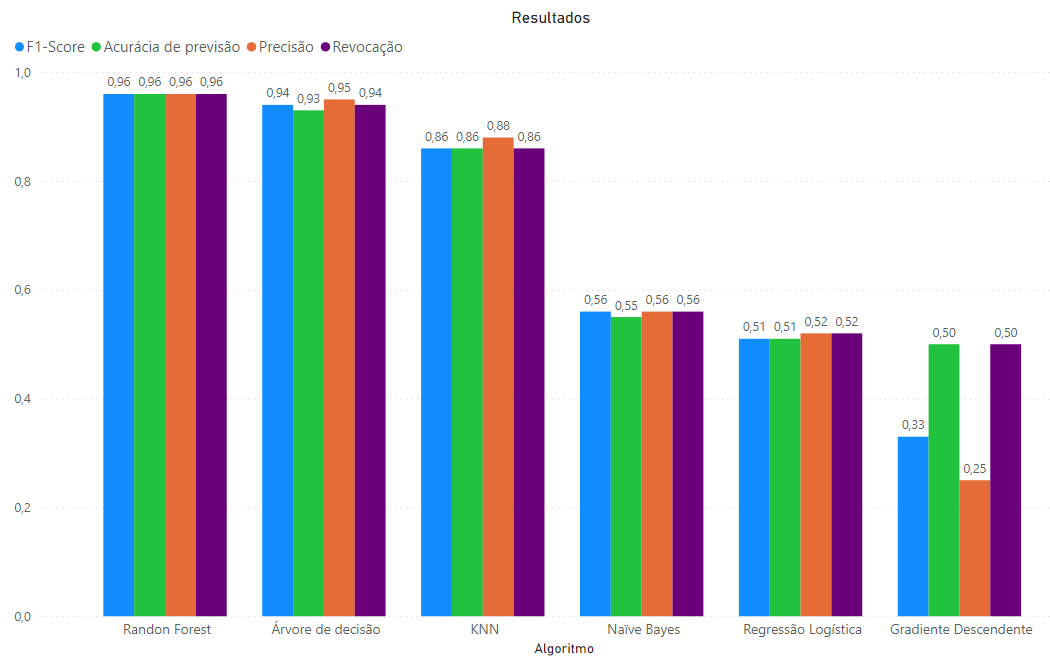 Resultados
F1-Score Acurácia de previsão Precisão Revocação
1,0
0,96 0,96 0,96 0,96
0,94 0,93 0,95 0,94
0,86 0,86 0,88 0,86
0,8
0,6
0,56 0,55 0,56 0,56
0,51 0,51 0,52 0,52
0,33 0,50 0,25 0,50
0,4
0,2
0,0
Randon Forest Árvore de decisão KNN Naïve Bayes Regressão Logística Gradiente Descendente
Algoritmo